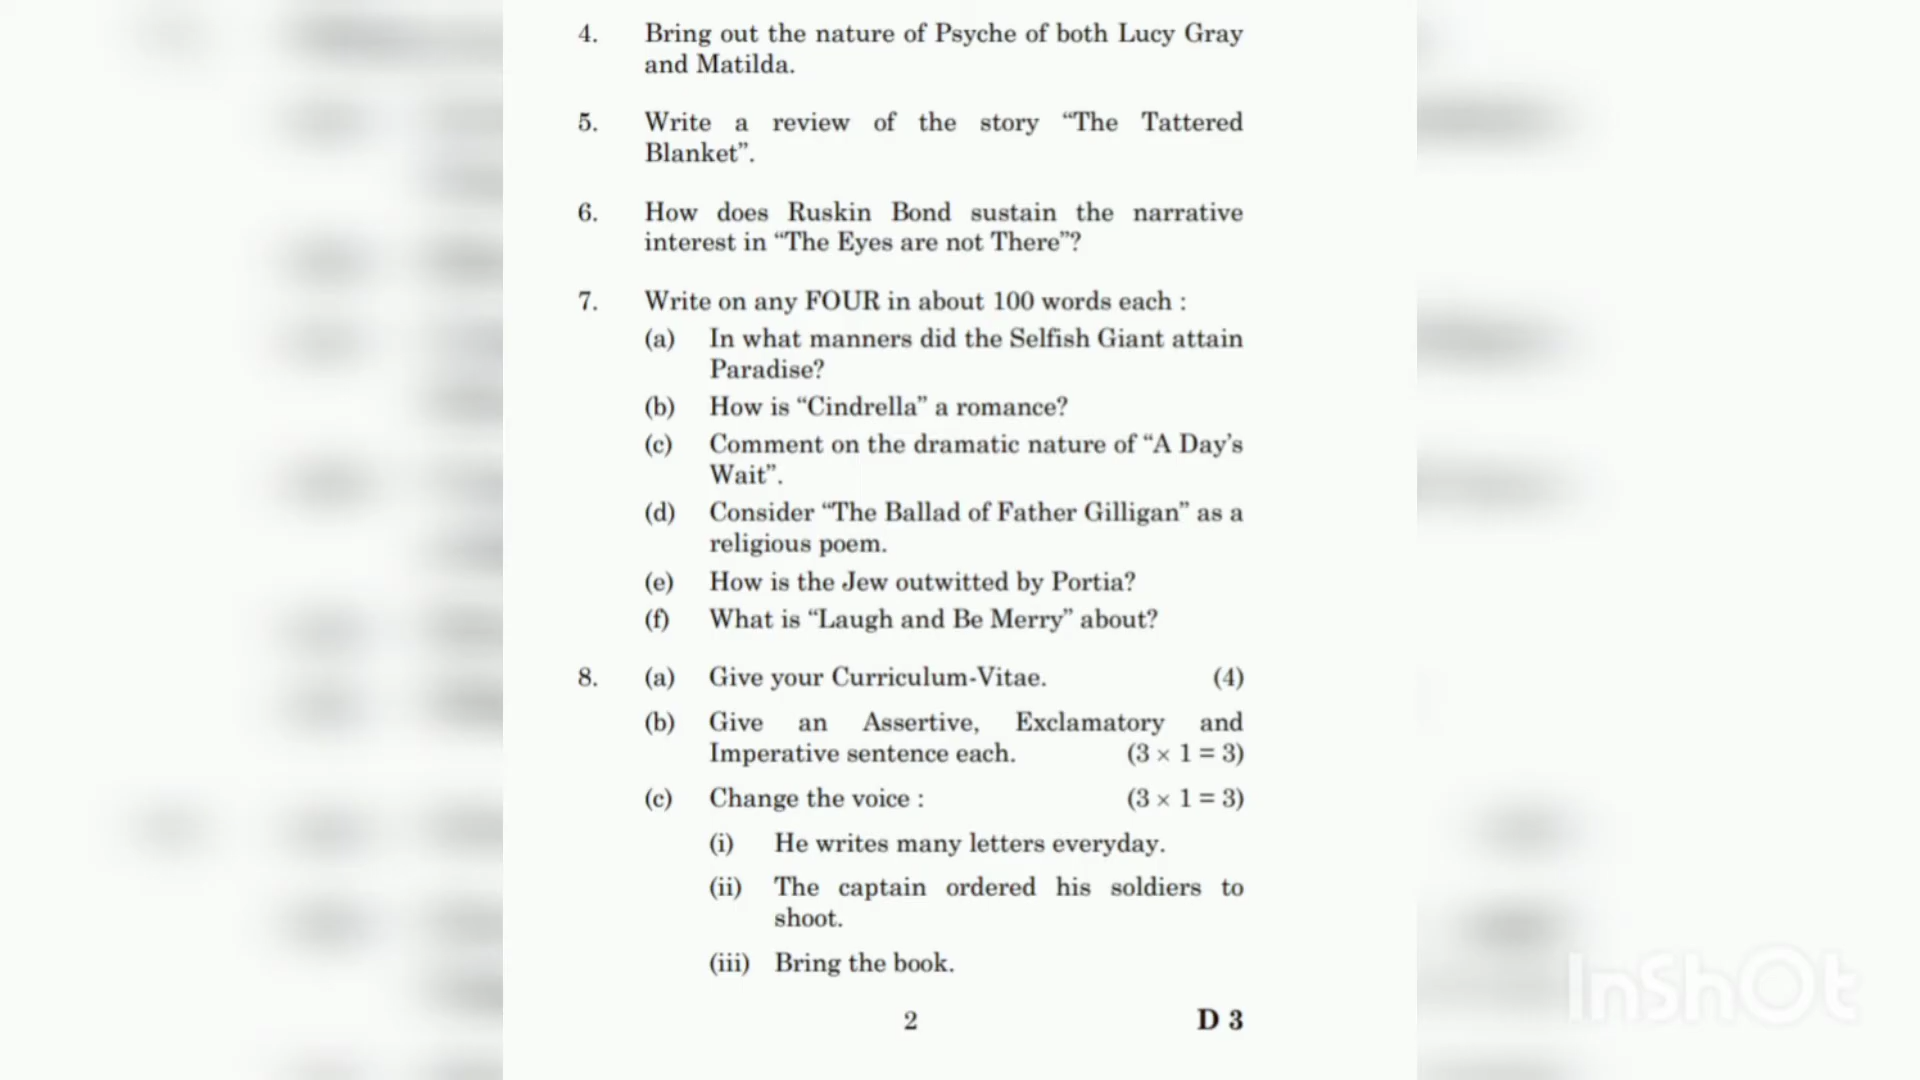 4. Bring out the nature of Psyche of both Lucy Gray
and Matilda.
5. Write a review of the story “The Tattered
Blanket”.
6. How does Ruskin Bond sustain the narrative
interest in “The Eyes are not There”?
7. Write on any FOUR in about 100 words each :
(a) In what manners did the Selfish Giant attain
Paradise?
(b) How is “Cindrella” a romance?
(c) Comment on the dramatic nature of “A Day’s
Wait”.
(d) Consider “The Ballad of Father Gilligan” as a
religious poem.
(e) How is the Jew outwitted by Portia?
(f) What is “Laugh and Be Merry” about?
8. (a) Give your Curriculum-Vitae. (4)
(b) Give an Assertive, Exclamatory and
Imperative sentence each. (3 × 1 = 3)
(c) Change the voice : (3 × 1 = 3)
(i) He writes many letters everyday.
(ii) The captain ordered his soldiers to
shoot.
(iii) Bring the book.
2 D 3
InShOt